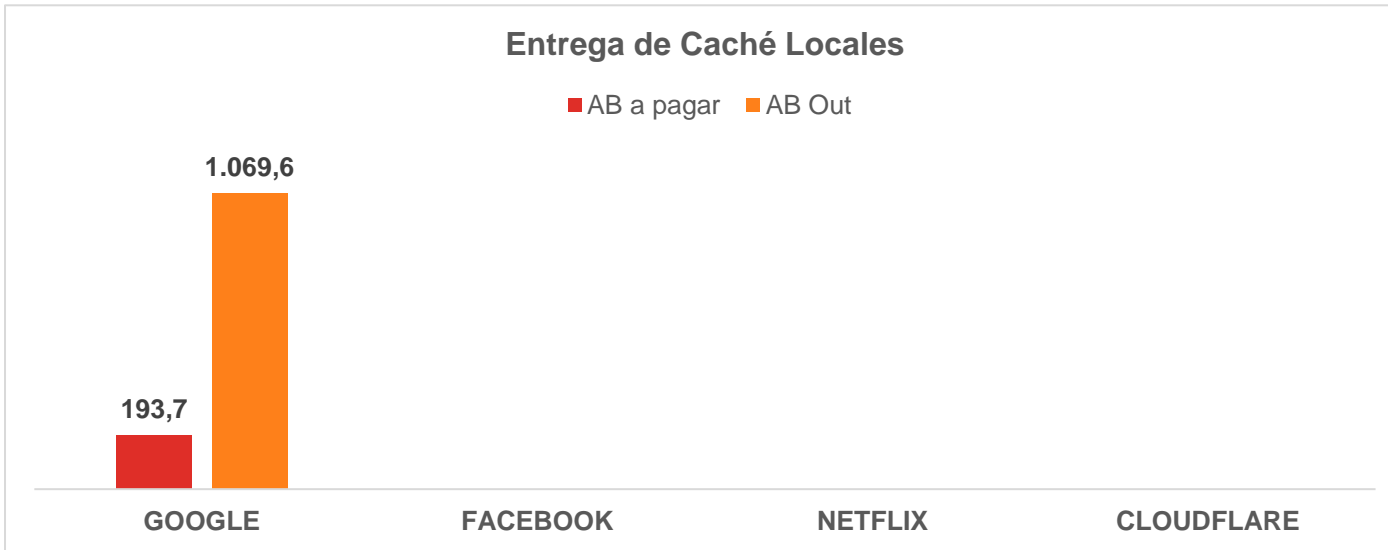 Entrega de Caché Locales
AB a pagar AB Out
1.069,6
193,7
GOOGLE FACEBOOK NETFLIX CLOUDFLARE